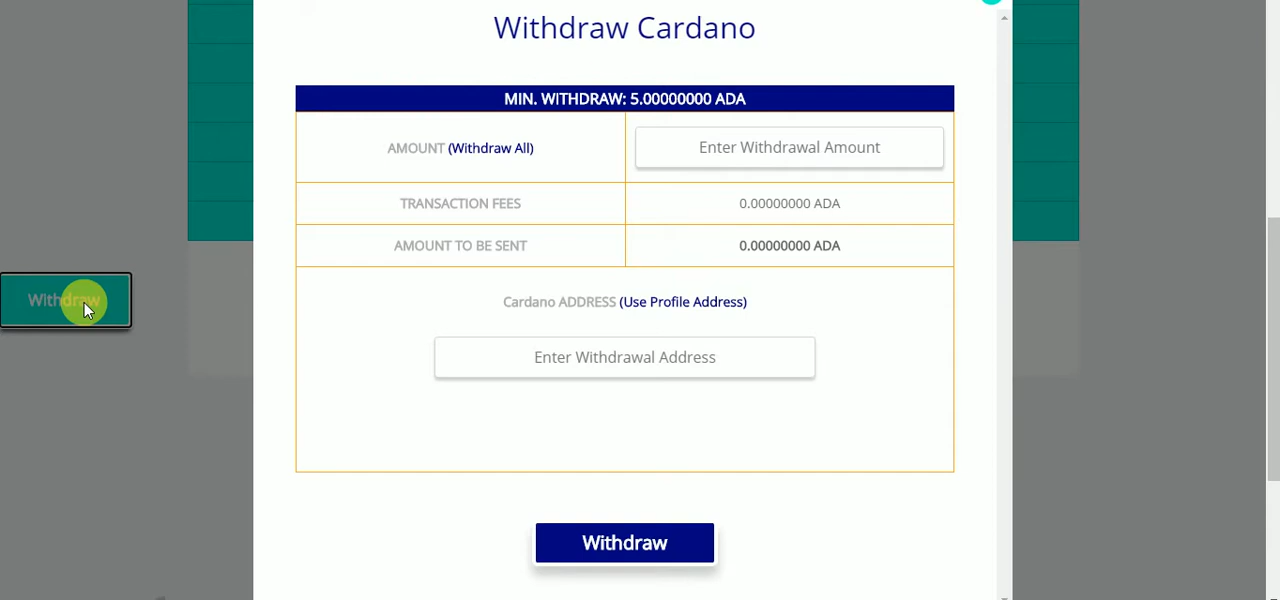 Withdraw Cardano
MIN. WITHDRAW: 5.00000000 ADA
AMOUNT (Withdraw All)
Enter Withdrawal Amount
TRANSACTION FEES
0.00000000 ADA
AMOUNT TO BE SENT
0.00000000 ADA
Withdraw
Cardano ADDRESS (Use Profile Address)
Enter Withdrawal Address
Withdraw